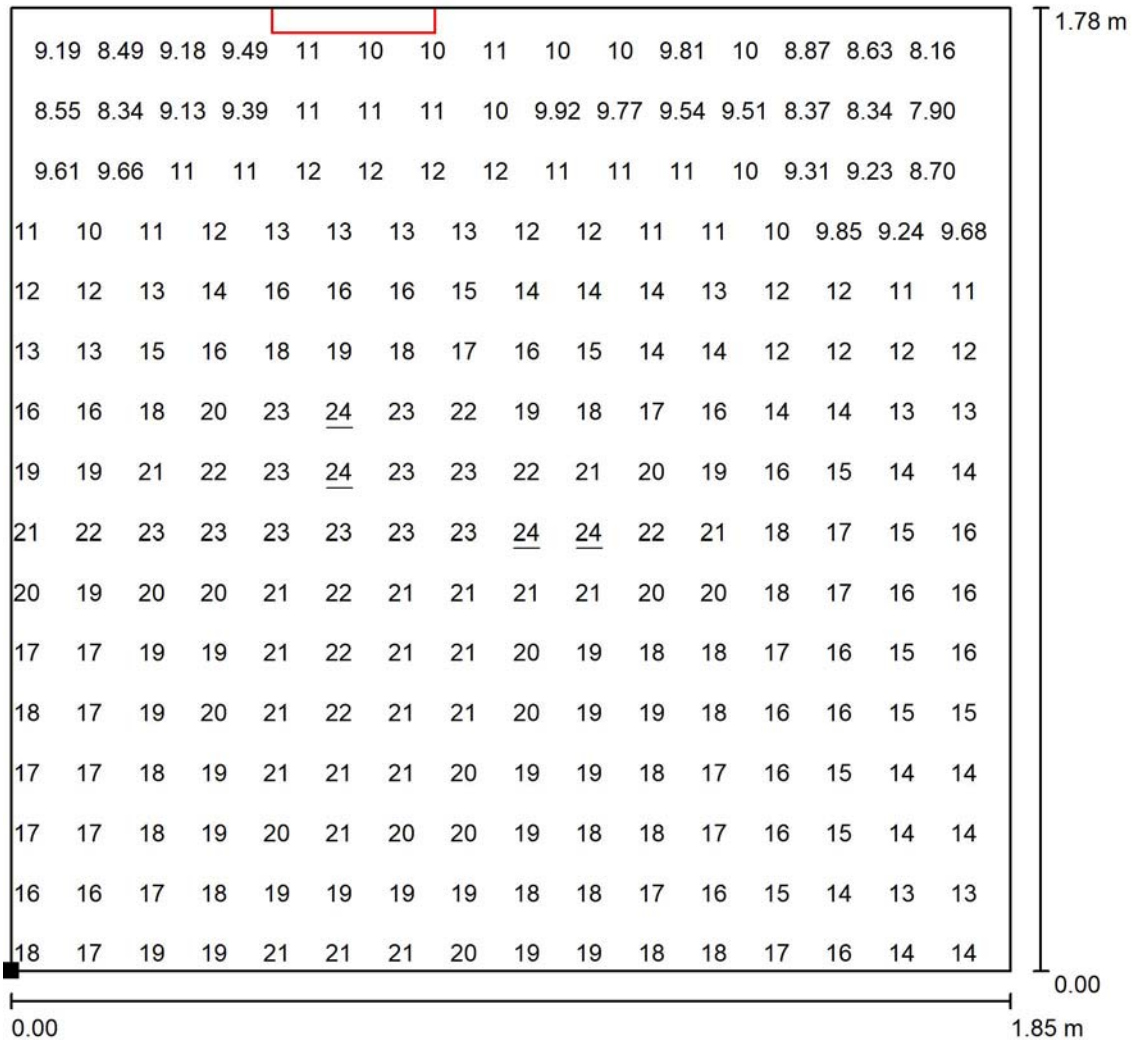 1.78 m
9.19 8.49 9.18 9.49 11 10 10 11 10 10 9.81 10 8.87 8.63 8.16
8.55 8.34 9.13 9.39 11 11 11 10 9.92 9.77 9.54 9.51 8.37 8.34 7.90
9.61 9.66 11 11 12 12 12 12 11 11 11 10 9.31 9.23 8.70
11 10 11 12 13 13 13 13 12 12 11 11 10 9.85 9.24 9.68
12 12 13 14 16 16 16 15 14 14 14 13 12 12 11 11
13 13 15 16 18 19 18 17 16 15 14 14 12 12 12 12
16 16 18 20 23 24 23 22 19 18 17 16 14 14 13 13
19 19 21 22 23 24 23 23 22 21 20 19 16 15 14 14
21 22 23 23 23 23 23 23 24 24 22 21 18 17 15 16
20 19 20 20 21 22 21 21 21 21 20 20 18 17 16 16
17 17 19 19 21 22 21 21 20 19 18 18 17 16 15 16
18 17 19 20 21 22 21 21 20 19 19 18 16 16 15 15
17 17 18 19 21 21 21 20 19 19 18 17 16 15 14 14
17 17 18 19 20 21 20 20 19 18 18 17 16 15 14 14
16 16 17 18 19 19 19 19 18 18 17 16 15 14 13 13
18 17 19 19 21 21 21 20 19 19 18 18 17 16 14 14
0.00
0.00 1.85 m